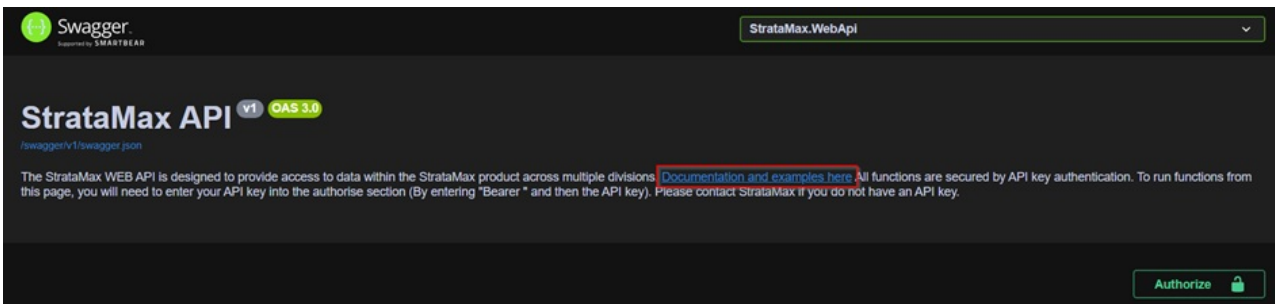 Swagger.
Supported by SMARTBEAR
StrataMax.WebApi
StrataMax API v1 OAS 3.0
/swagger/v1/swagger.json
The StrataMax WEB API is designed to provide access to data within the StrataMax product across multiple divisions. Documentation and examples here All functions are secured by API key authentication. To run functions from
this page, you will need to enter your API key into the authorise section (By entering "Bearer " and then the API key). Please contact StrataMax if you do not have an API key.
Authorize